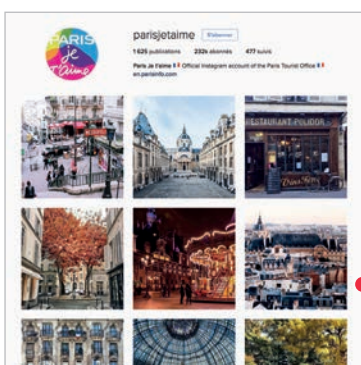 PARIS
je
t'aime
parisjetaime S'abonner
1 625 publications 232k abonnés 477 suivis
Paris Je t'aime Official Instagram account of the Paris Tourist Office
en.parisinfo.com
RESTAURANT POLIDOR